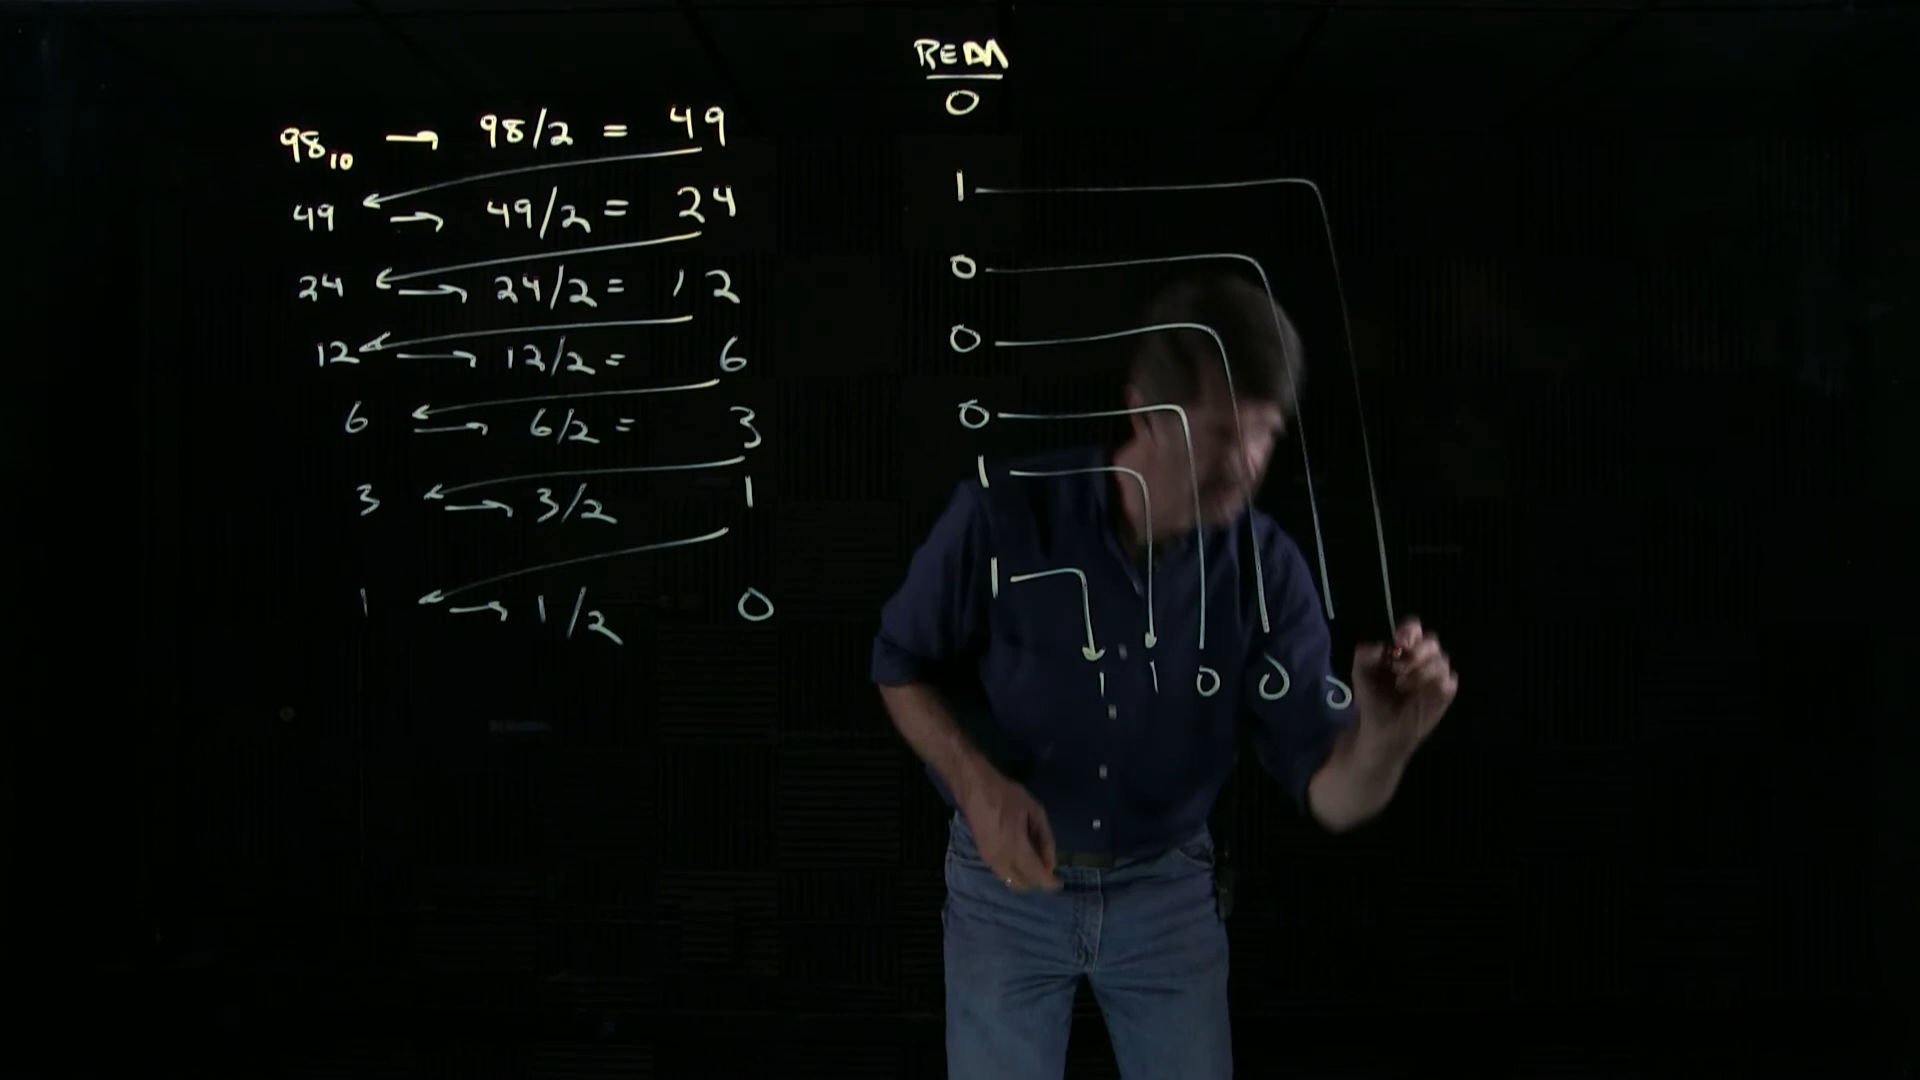 REM
0
98₁₀ → 98/2 = 49
49 → 49/2 = 24 1
24 → 24/2 = 12 0
12 → 12/2 = 6 0
6 → 6/2 = 3 0
3 → 3/2 1 1
1 → 1/2 0 1
1 1 0 0 0